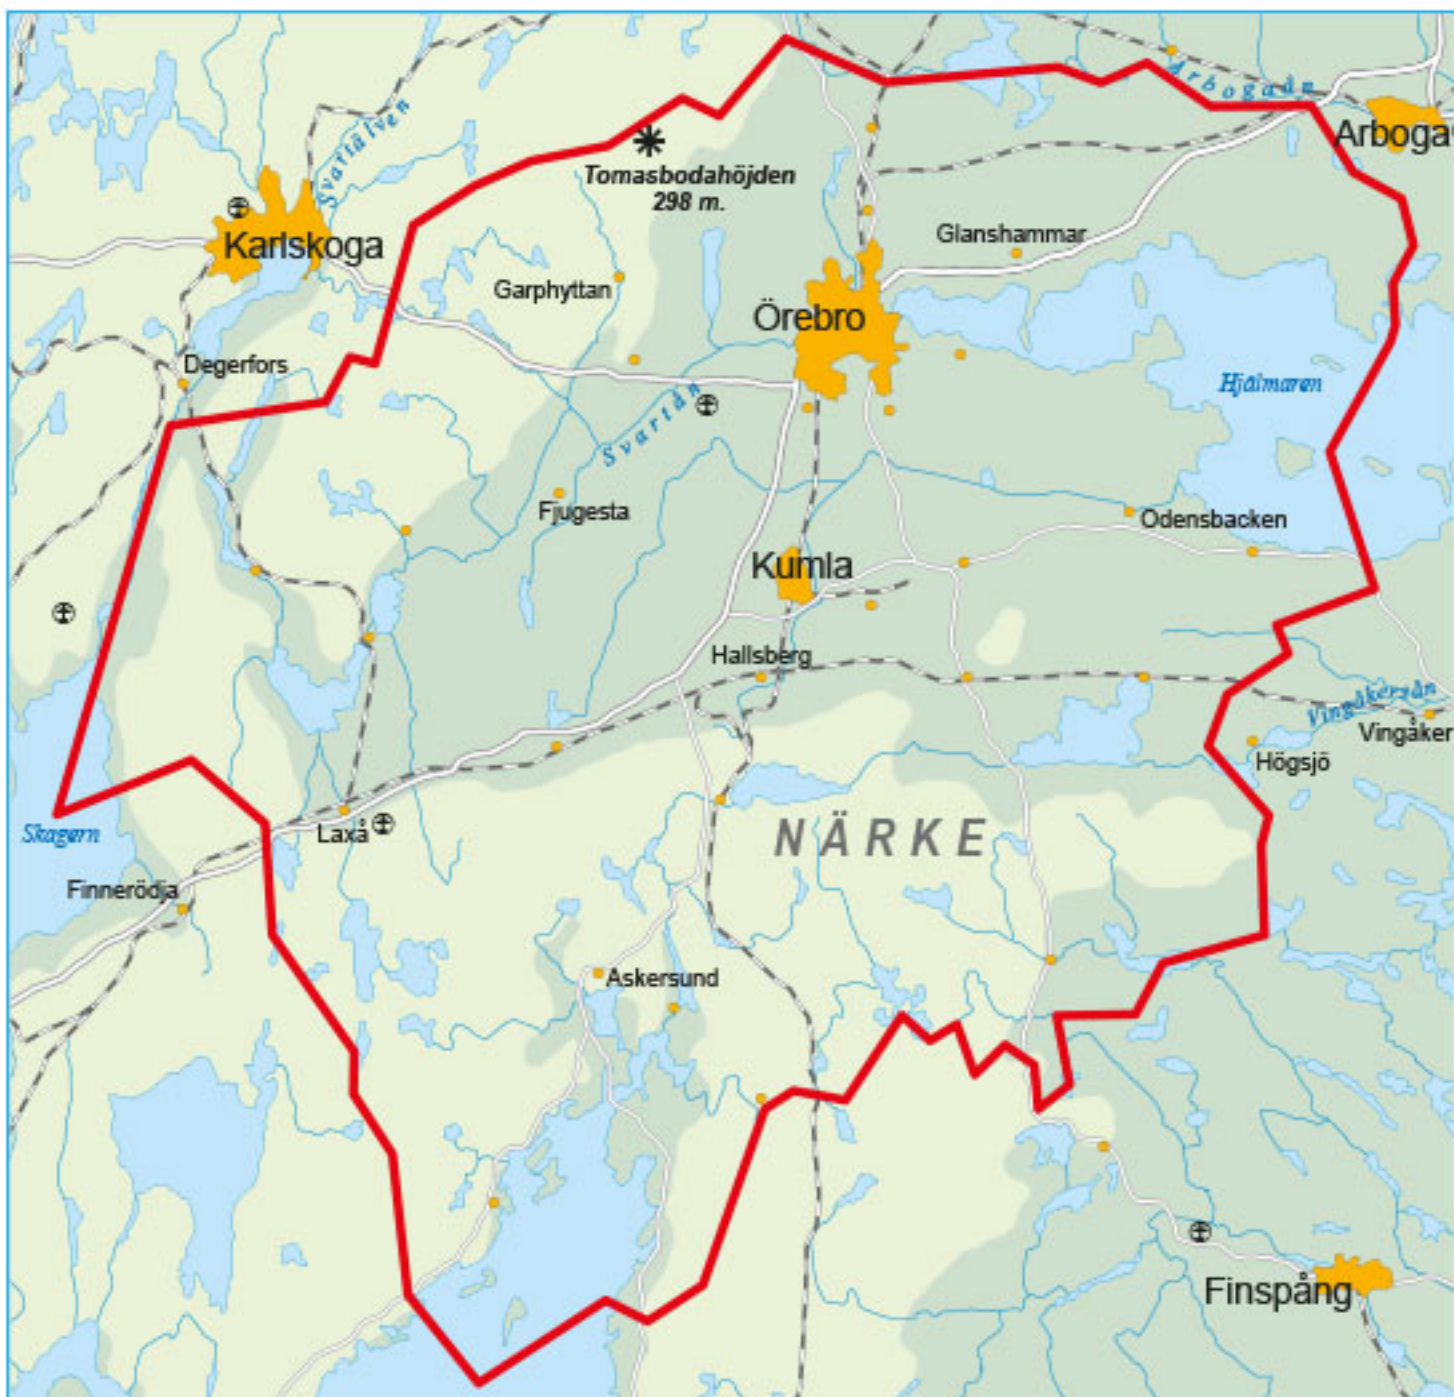 Arbogaån
Arboga
Svartälven
Tomasbodahöjden
298 m.
Karlskoga
Glanshammar
Garphyttan
Örebro
Degerfors
Hjälmaren
Svartån
Fjugesta
Odensbacken
Kumla
Hallsberg
Vingåkersån
Vingåker
Högsjö
Skagern
Laxå
NÄRKE
Finnerödja
Askersund
Finspång